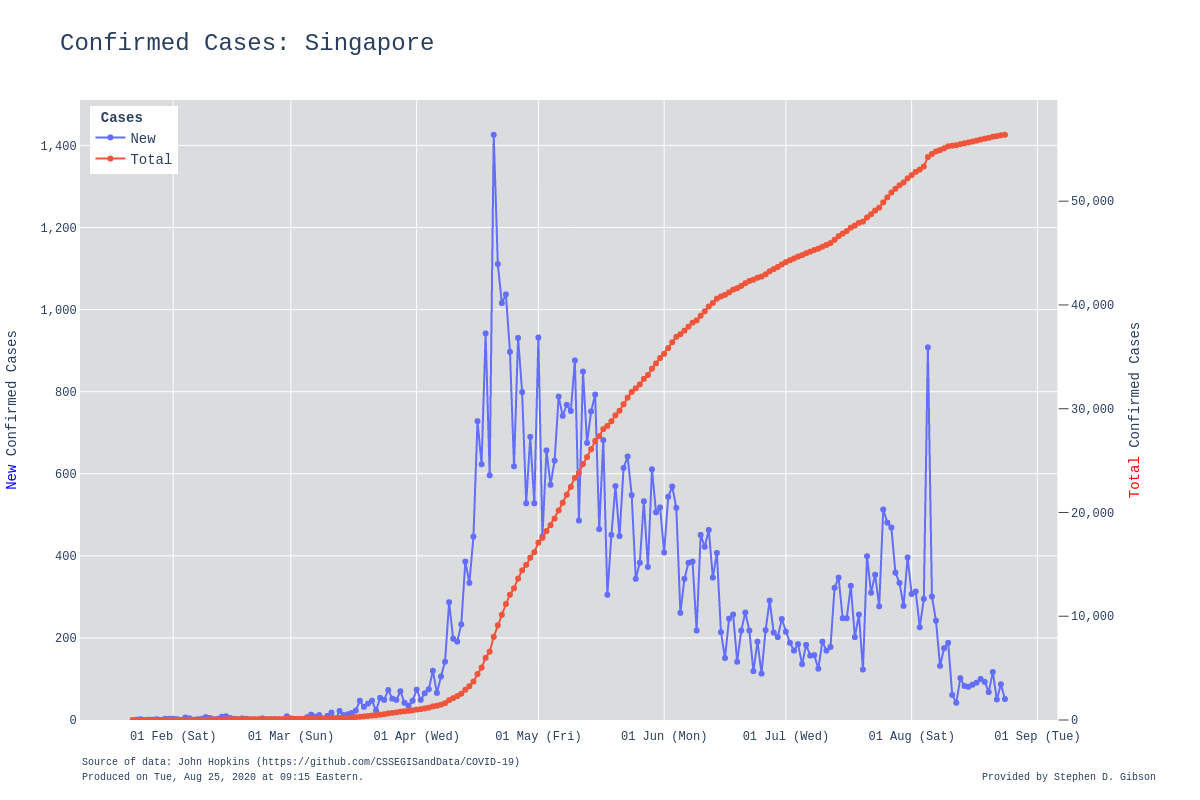 Confirmed Cases: Singapore
Cases
New
Total
1,400
1,200
1,000
800
600
400
200
0
New Confirmed Cases
50,000
40,000
30,000
20,000
10,000
0
Total Confirmed Cases
01 Feb (Sat) 01 Mar (Sun) 01 Apr (Wed) 01 May (Fri) 01 Jun (Mon) 01 Jul (Wed) 01 Aug (Sat) 01 Sep (Tue)
Source of data: John Hopkins (https://github.com/CSSEGISandData/COVID-19)
Produced on Tue, Aug 25, 2020 at 09:15 Eastern.
Provided by Stephen D. Gibson